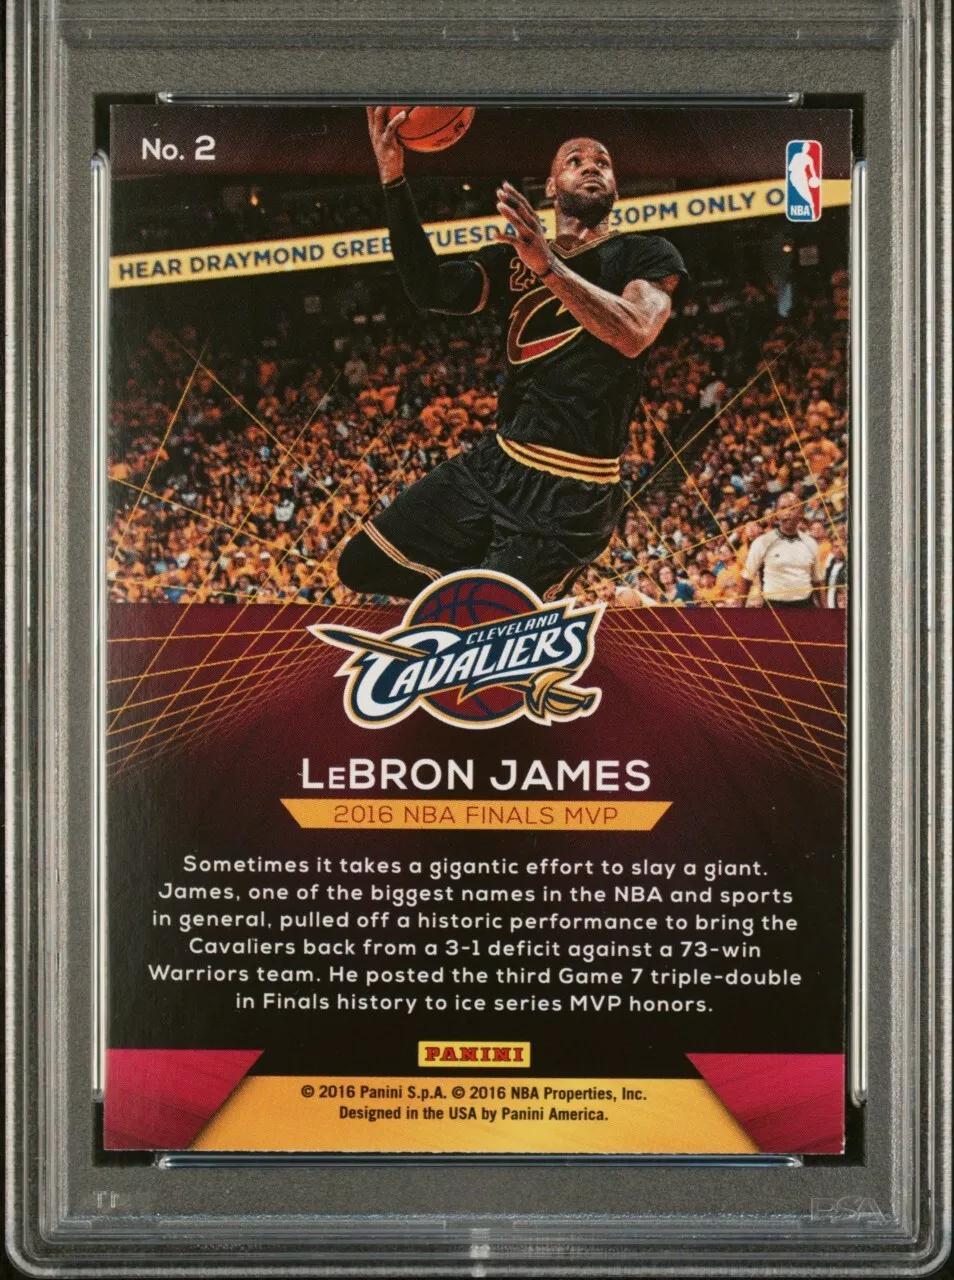 No. 2
NBA
HEAR DRAYMOND GREE TUESDA 30PM ONLY O
23
CLEVELAND
CAVALIERS
LeBRON JAMES
2016 NBA FINALS MVP
Sometimes it takes a gigantic effort to slay a giant.
James, one of the biggest names in the NBA and sports
in general, pulled off a historic performance to bring the
Cavaliers back from a 3-1 deficit against a 73-win
Warriors team. He posted the third Game 7 triple-double
in Finals history to ice series MVP honors.
PANINI
© 2016 Panini S.p.A. © 2016 NBA Properties, Inc.
Designed in the USA by Panini America.
PSA